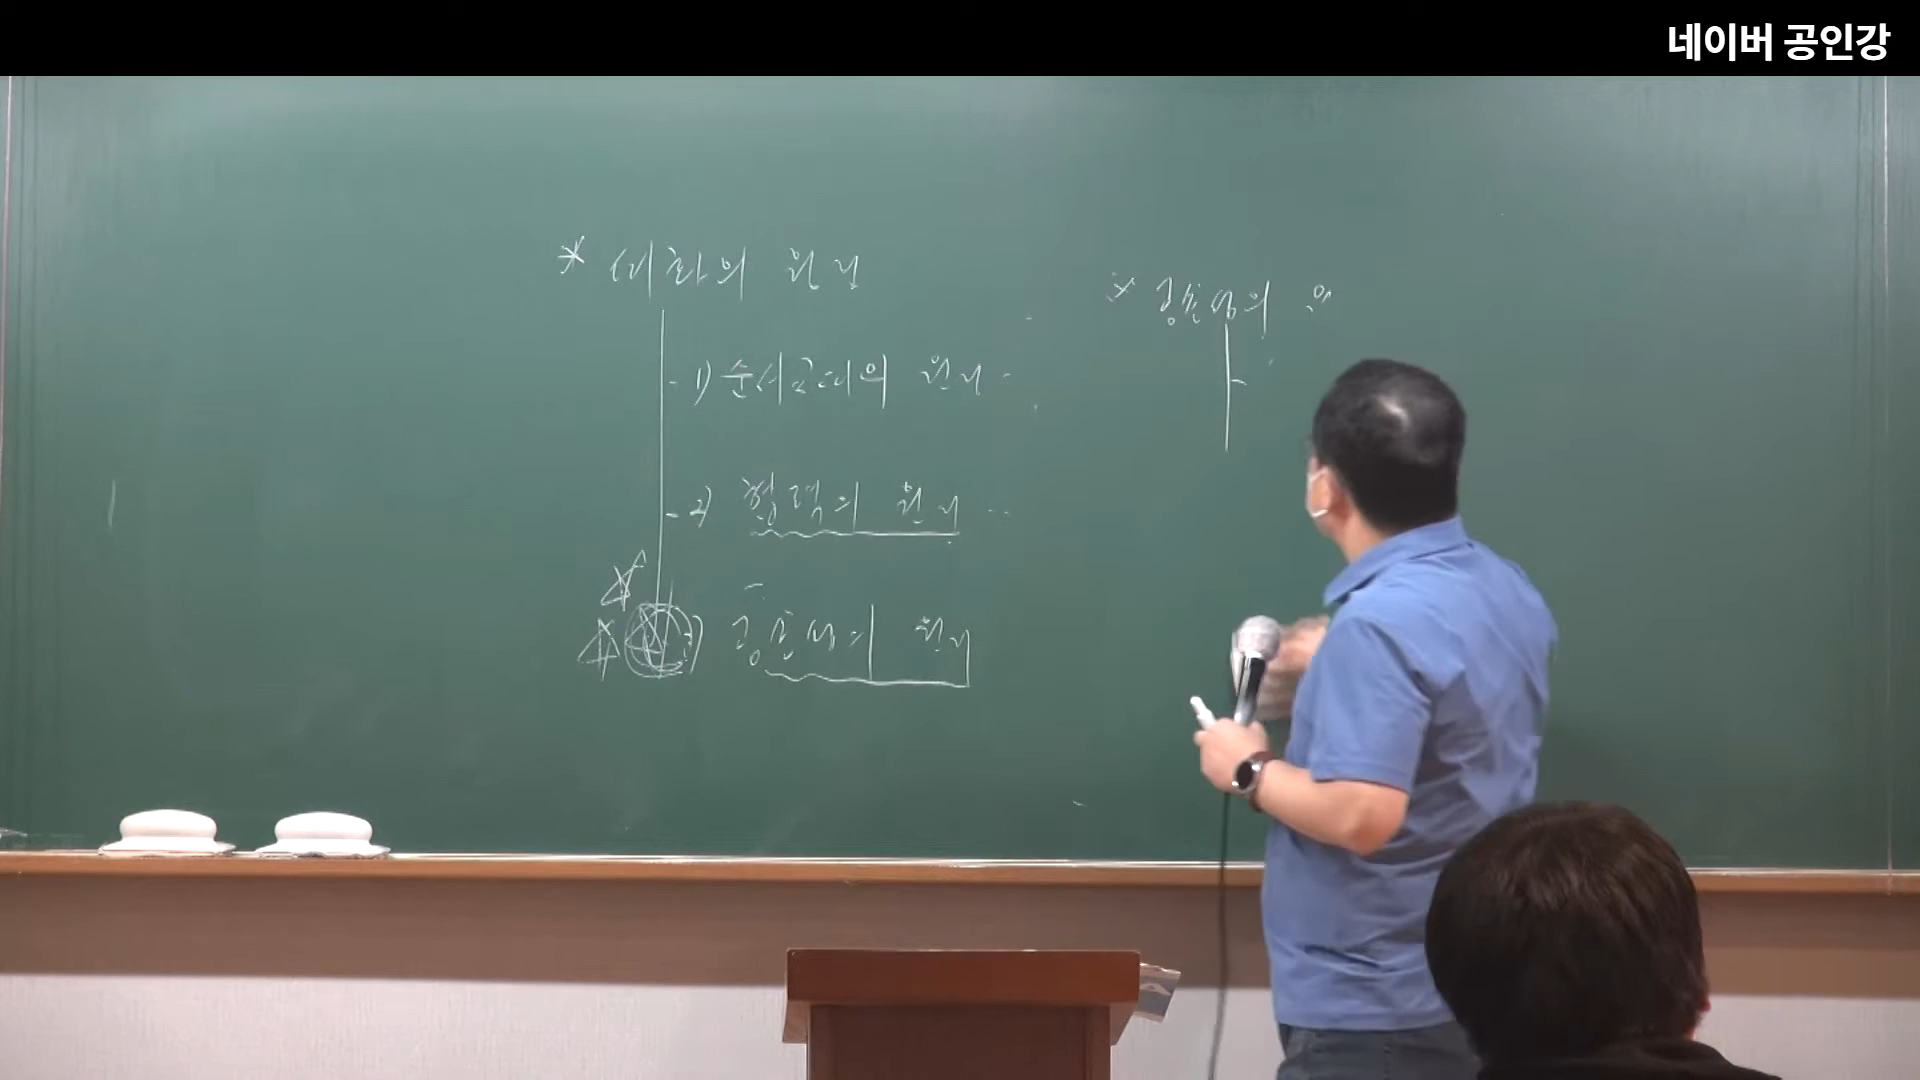 네이버 공인강
* 대화의 원리
1) 순서교대의 원리
2) 협력의 원리
3) 공손성의 원리
* 공손성의 원